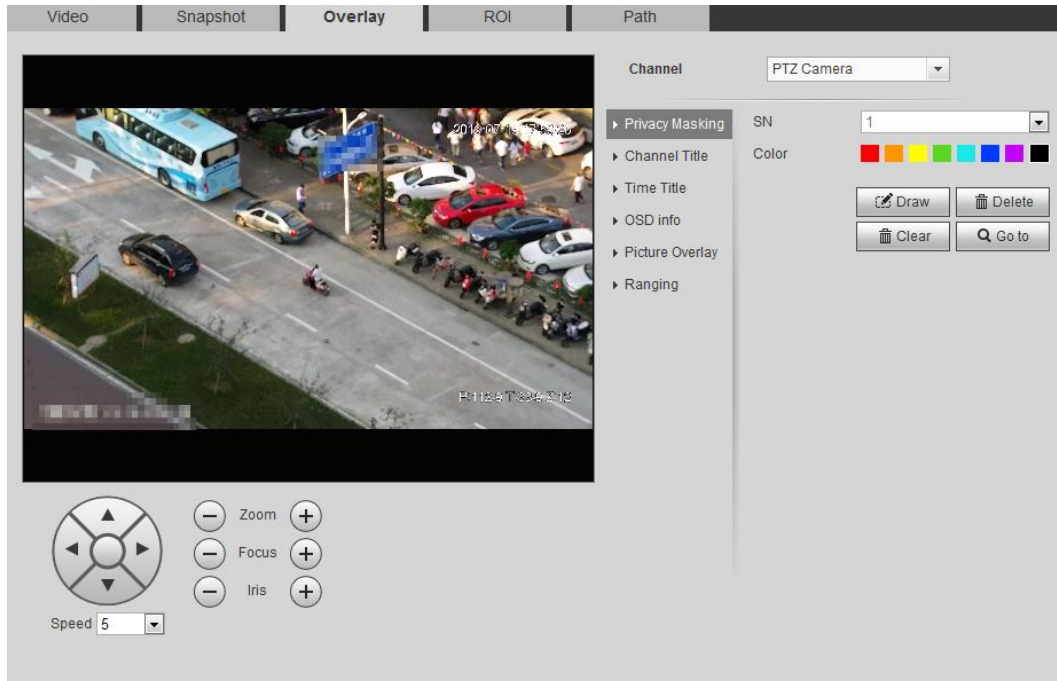 Video Snapshot Overlay ROI Path
Channel PTZ Camera
Privacy Masking
Channel Title
Time Title
OSD info
Picture Overlay
Ranging
SN 1
Color
Draw Delete
Clear Go to
Zoom
Focus
Iris
Speed 5